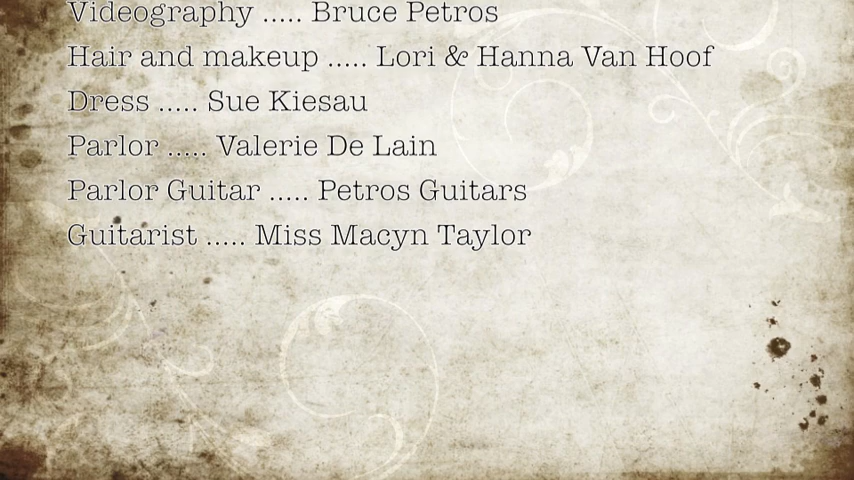 Videography ..... Bruce Petros
Hair and makeup ..... Lori & Hanna Van Hoof
Dress ..... Sue Kiesau
Parlor ..... Valerie De Lain
Parlor Guitar ..... Petros Guitars
Guitarist ..... Miss Macyn Taylor